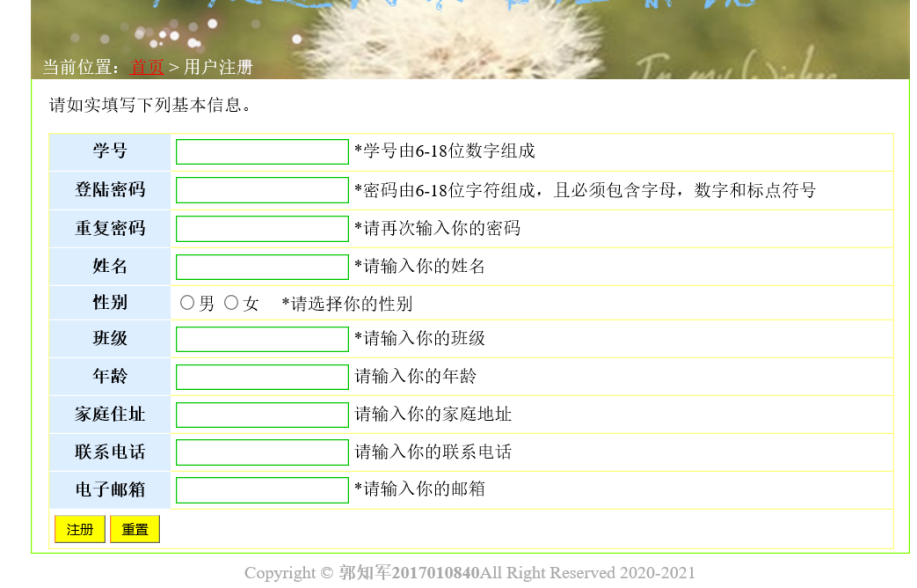 当前位置：首页 > 用户注册
请如实填写下列基本信息。
学号 *学号由6-18位数字组成
登陆密码 *密码由6-18位字符组成，且必须包含字母，数字和标点符号
重复密码 *请再次输入你的密码
姓名 *请输入你的姓名
性别 男 女 *请选择你的性别
班级 *请输入你的班级
年龄 请输入你的年龄
家庭住址 请输入你的家庭地址
联系电话 请输入你的联系电话
电子邮箱 *请输入你的邮箱
注册 重置
Copyright © 郭知军2017010840All Right Reserved 2020-2021